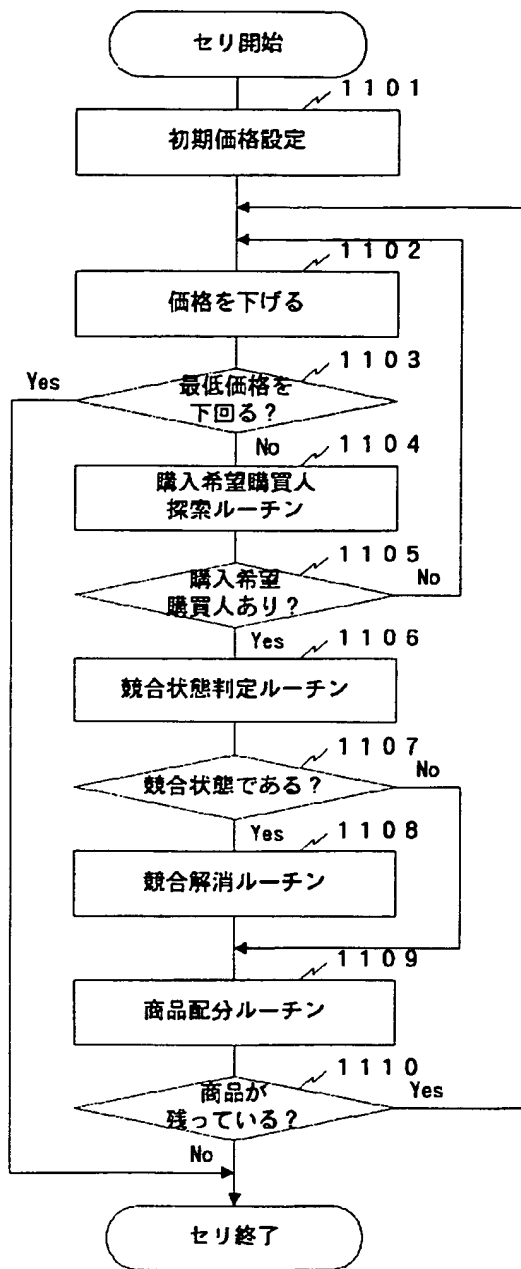 セリ開始
1101
初期価格設定
1102
価格を下げる
1103
Yes
最低価格を
下回る?
No
1104
購入希望購買人
探索ルーチン
1105
購入希望
購買人あり?
No
Yes
1106
競合状態判定ルーチン
1107
競合状態である?
No
Yes
1108
競合解消ルーチン
1109
商品配分ルーチン
1110
商品が
残っている?
Yes
No
セリ終了